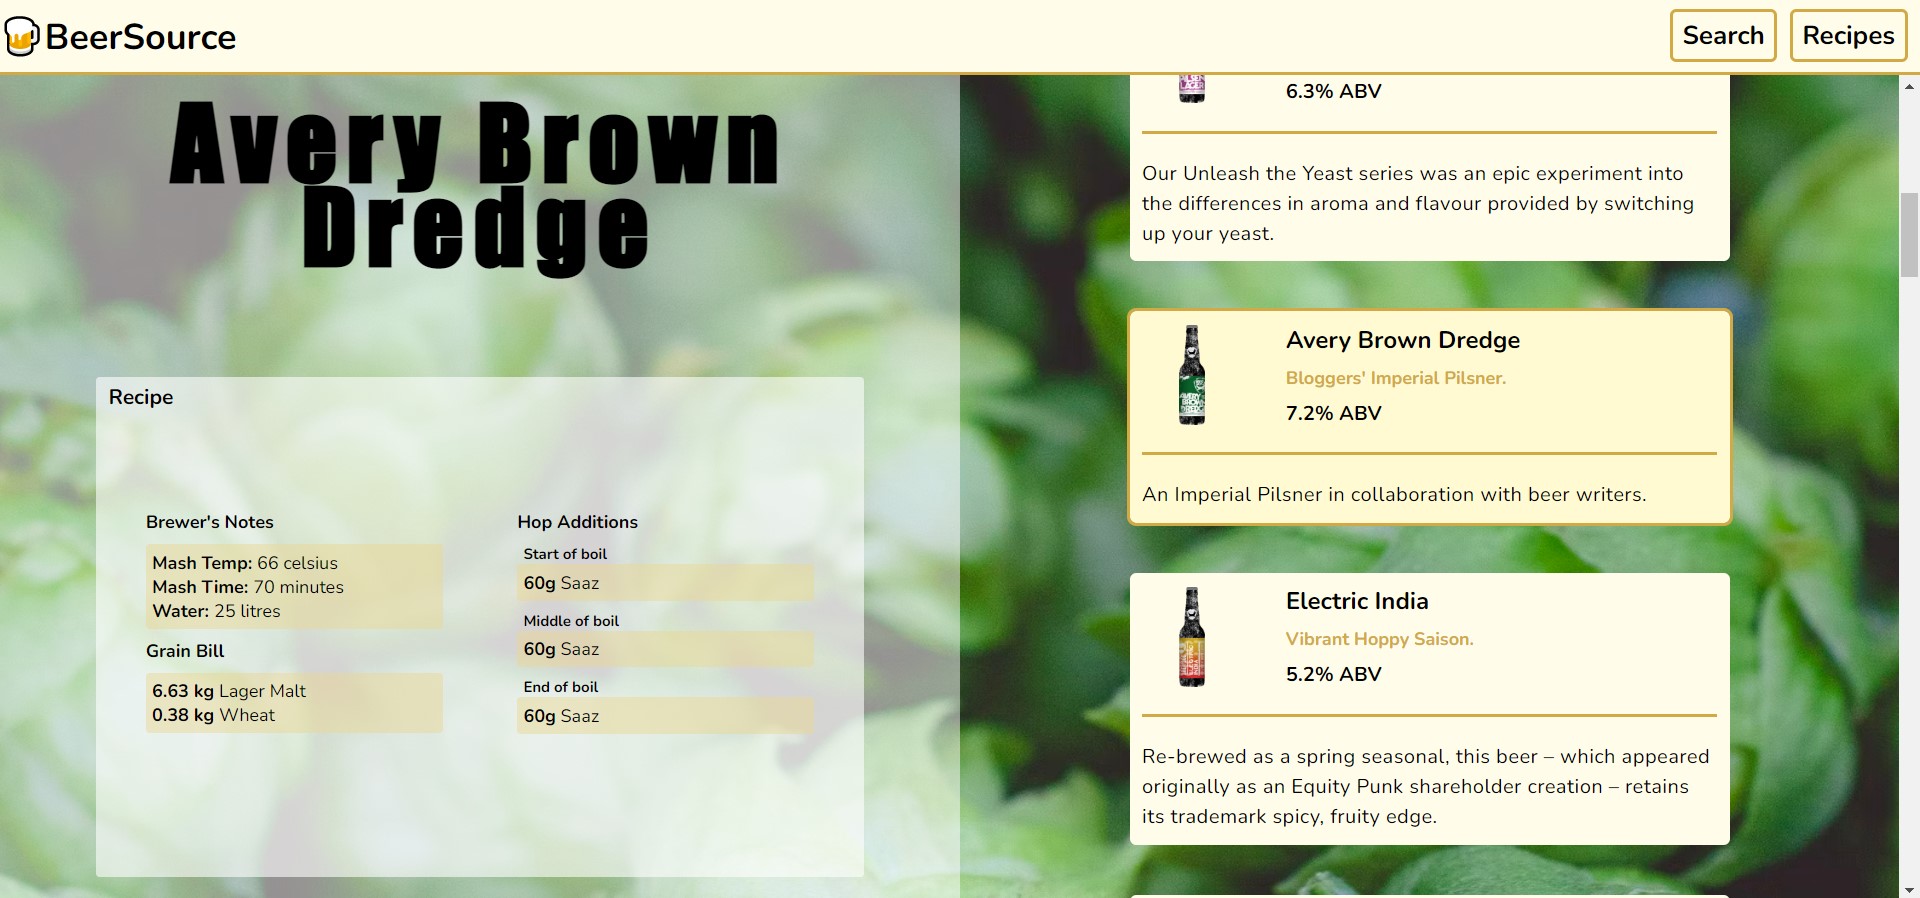 BeerSource
Search
Recipes
Avery Brown
Dredge
Recipe
Brewer's Notes
Mash Temp: 66 celsius
Mash Time: 70 minutes
Water: 25 litres
Grain Bill
6.63 kg Lager Malt
0.38 kg Wheat
Hop Additions
Start of boil
60g Saaz
Middle of boil
60g Saaz
End of boil
60g Saaz
6.3% ABV
Our Unleash the Yeast series was an epic experiment into
the differences in aroma and flavour provided by switching
up your yeast.
Avery Brown Dredge
Bloggers' Imperial Pilsner.
7.2% ABV
An Imperial Pilsner in collaboration with beer writers.
Electric India
Vibrant Hoppy Saison.
5.2% ABV
Re-brewed as a spring seasonal, this beer – which appeared
originally as an Equity Punk shareholder creation – retains
its trademark spicy, fruity edge.